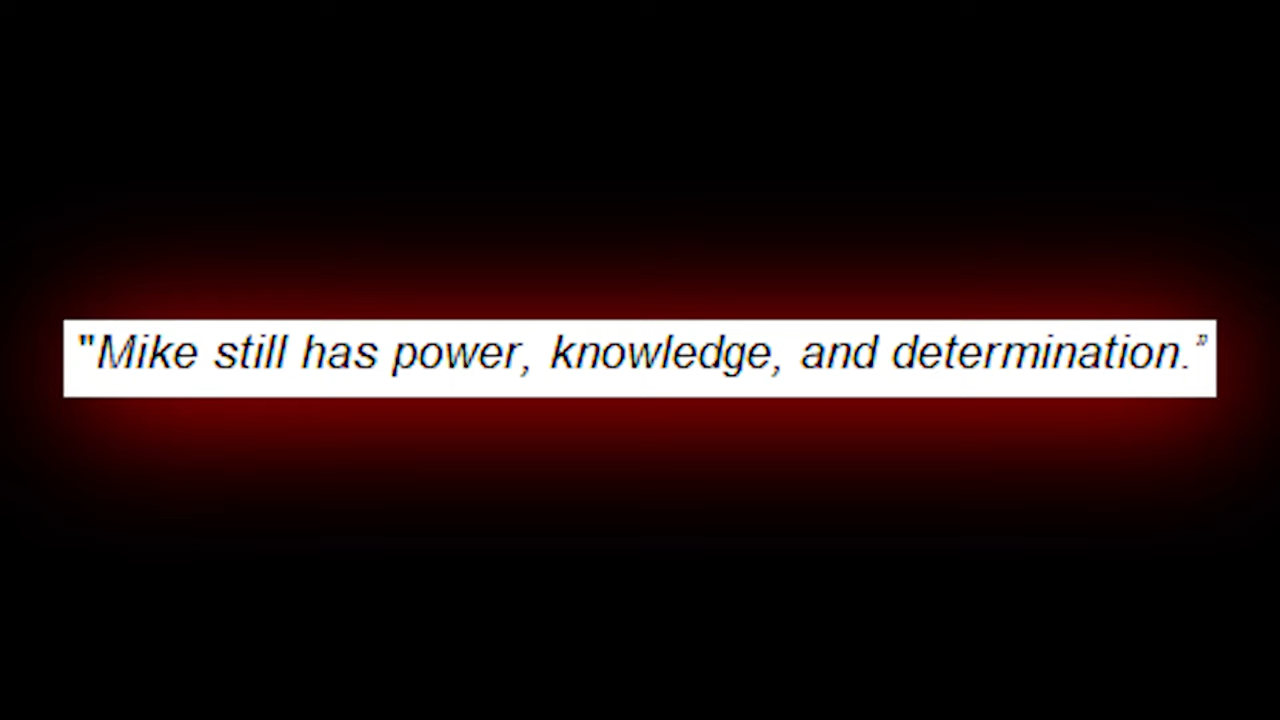 "Mike still has power, knowledge, and determination.”